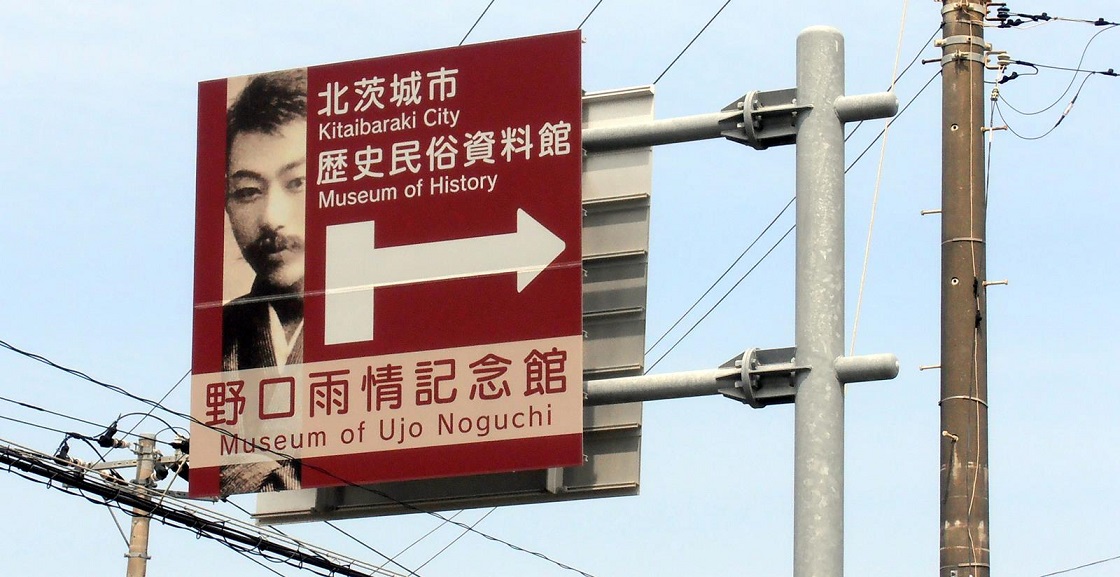 北茨城市
Kitaibaraki City
歴史民俗資料館
Museum of History
野口雨情記念館
Museum of Ujo Noguchi